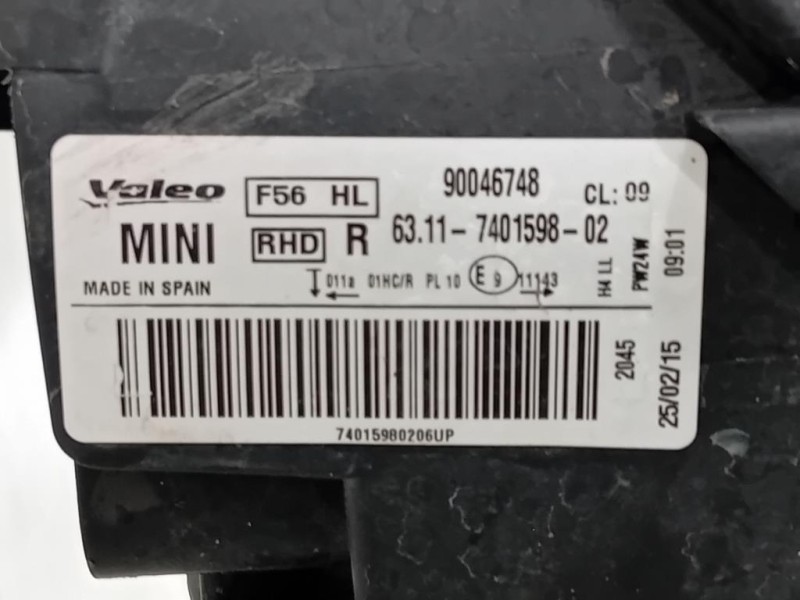 Valeo F56 HL 90046748 CL: 09
MINI RHD R 63.11-7401598-02
MADE IN SPAIN 011a 01HC/R PL 10 E 9 11143
H4 LL
PW24W
09:01
2045
25/02/15
74015980206UP